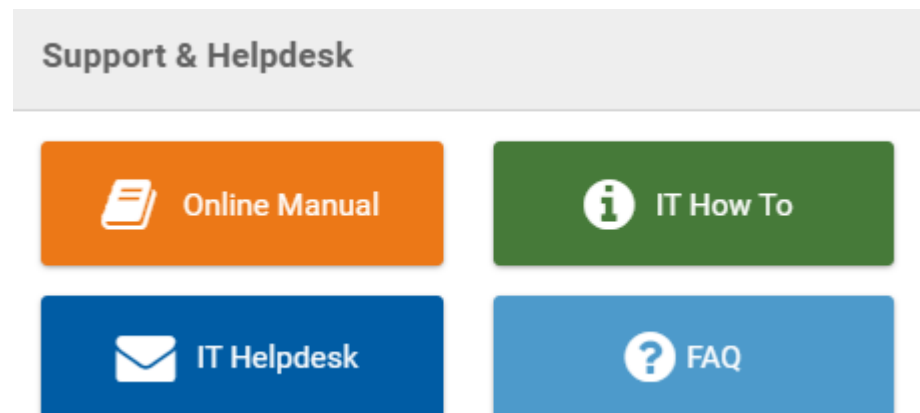 Support & Helpdesk
Online Manual
IT How To
IT Helpdesk
FAQ